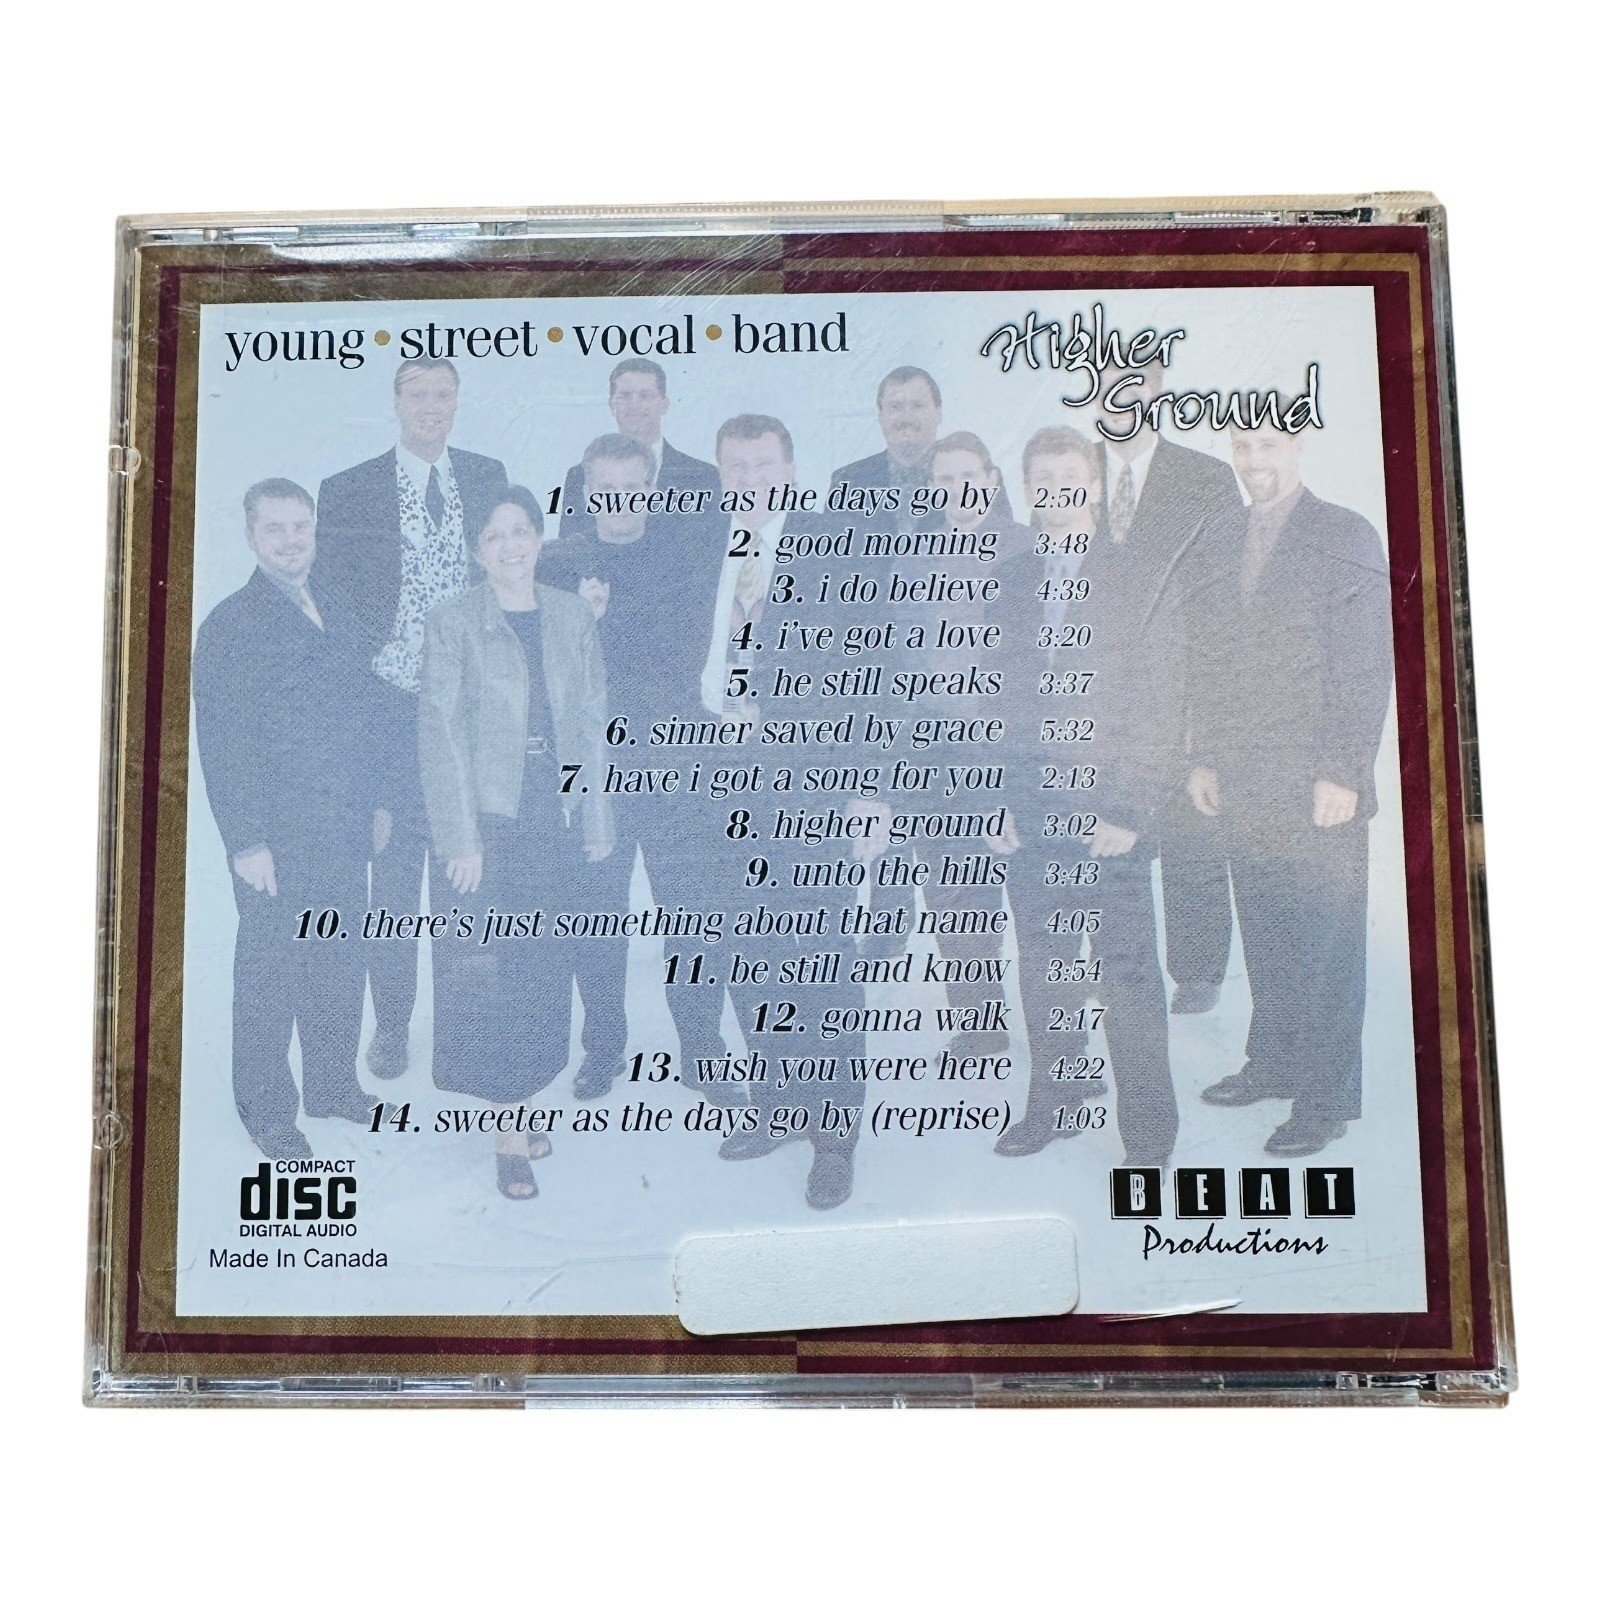 young • street • vocal • band
Higher
Ground
1. sweeter as the days go by 2:50
2. good morning 3:48
3. i do believe 4:39
4. i've got a love 3:20
5. he still speaks 3:37
6. sinner saved by grace 5:32
7. have i got a song for you 2:13
8. higher ground 3:02
9. unto the hills 3:43
10. there's just something about that name 4:05
11. be still and know 3:54
12. gonna walk 2:17
13. wish you were here 4:22
14. sweeter as the days go by (reprise) 1:03
COMPACT
disc
DIGITAL AUDIO
Made In Canada
BEAT
Productions